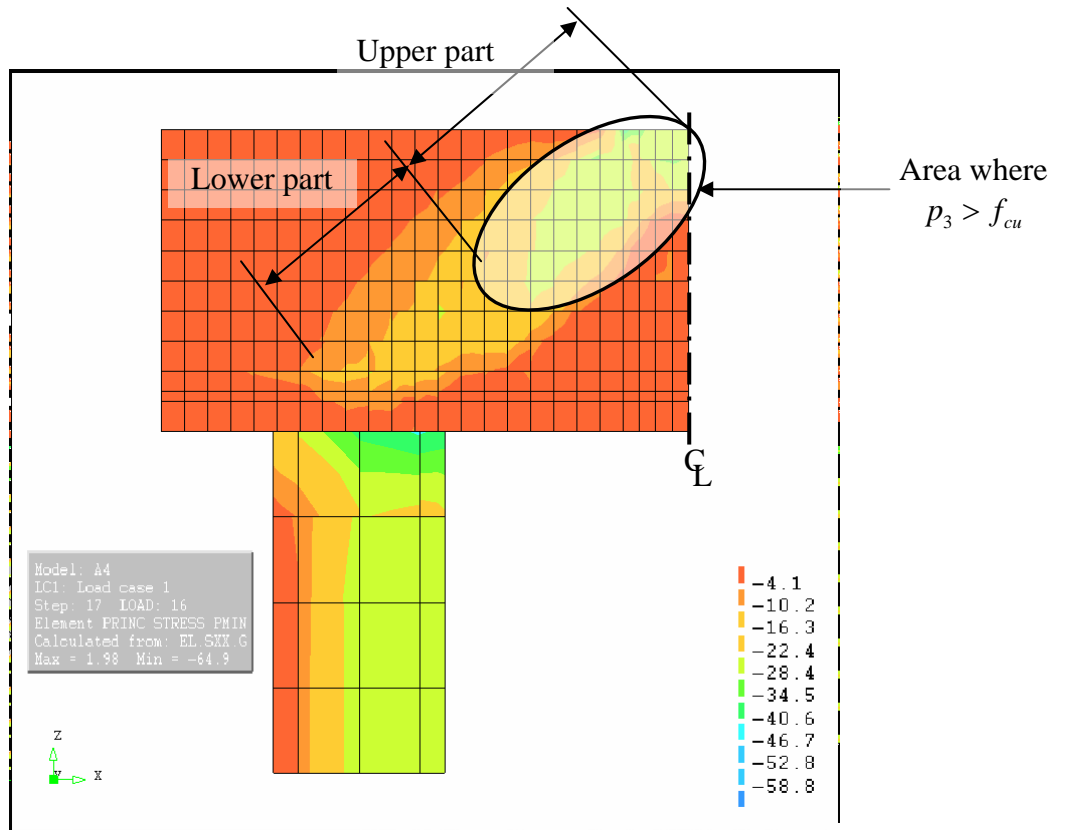 Upper part
Lower part
Area where
p₃ > f_cu
CL
Model: A4
LC1: Load case 1
Step: 17 LOAD: 16
Element PRINC STRESS PMIN
Calculated from: EL.SXX.G
Max = 1.98 Min = -64.9
-4.1
-10.2
-16.3
-22.4
-28.4
-34.5
-40.6
-46.7
-52.8
-58.8
Z
Y X